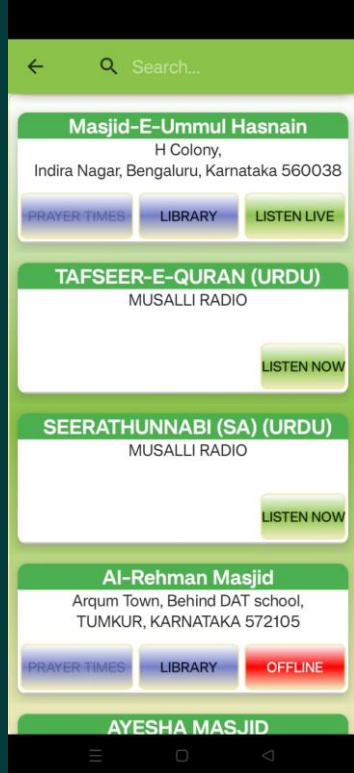 Search...
Masjid-E-Ummul Hasnain
H Colony,
Indira Nagar, Bengaluru, Karnataka 560038
PRAYER TIMES LIBRARY LISTEN LIVE
TAFSEER-E-QURAN (URDU)
MUSALLI RADIO
LISTEN NOW
SEERATHUNNABI (SA) (URDU)
MUSALLI RADIO
LISTEN NOW
Al-Rehman Masjid
Arqum Town, Behind DAT school,
TUMKUR, KARNATAKA 572105
PRAYER TIMES LIBRARY OFFLINE
AYESHA MASJID